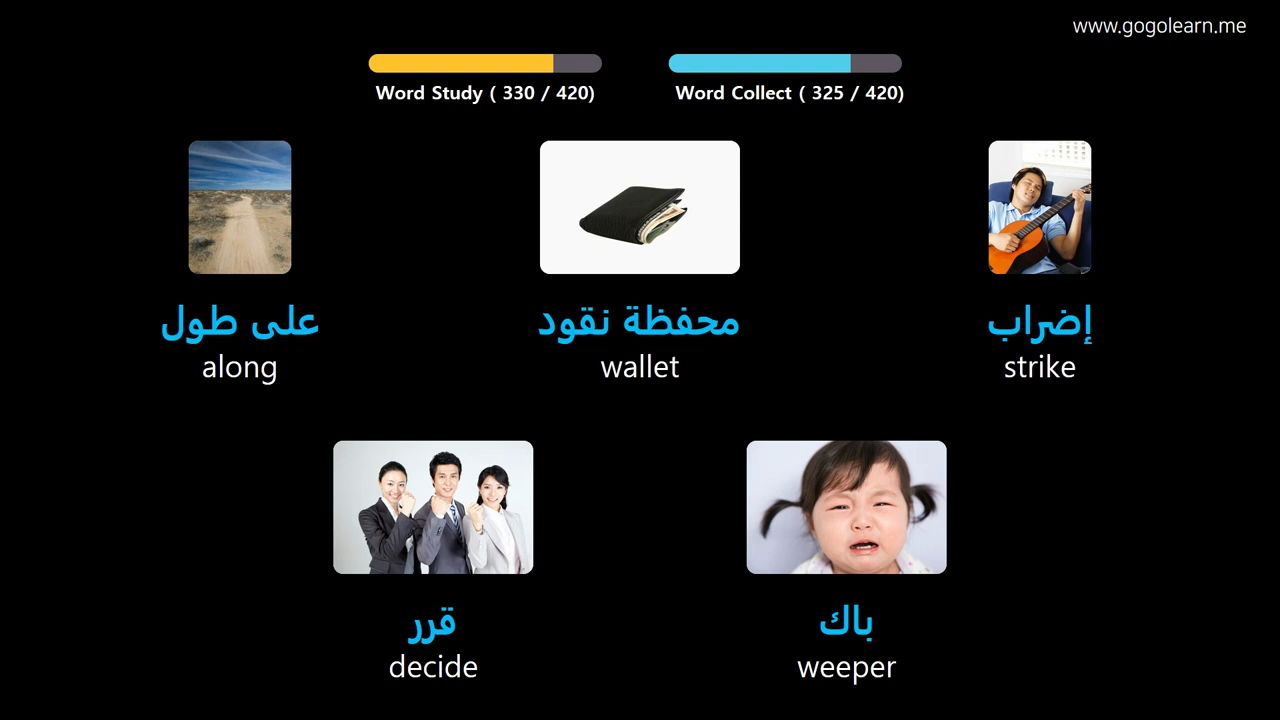 www.gogolearn.me
Word Study ( 330 / 420)
Word Collect ( 325 / 420)
على طول
along
محفظة نقود
wallet
إضراب
strike
قرر
decide
باك
weeper